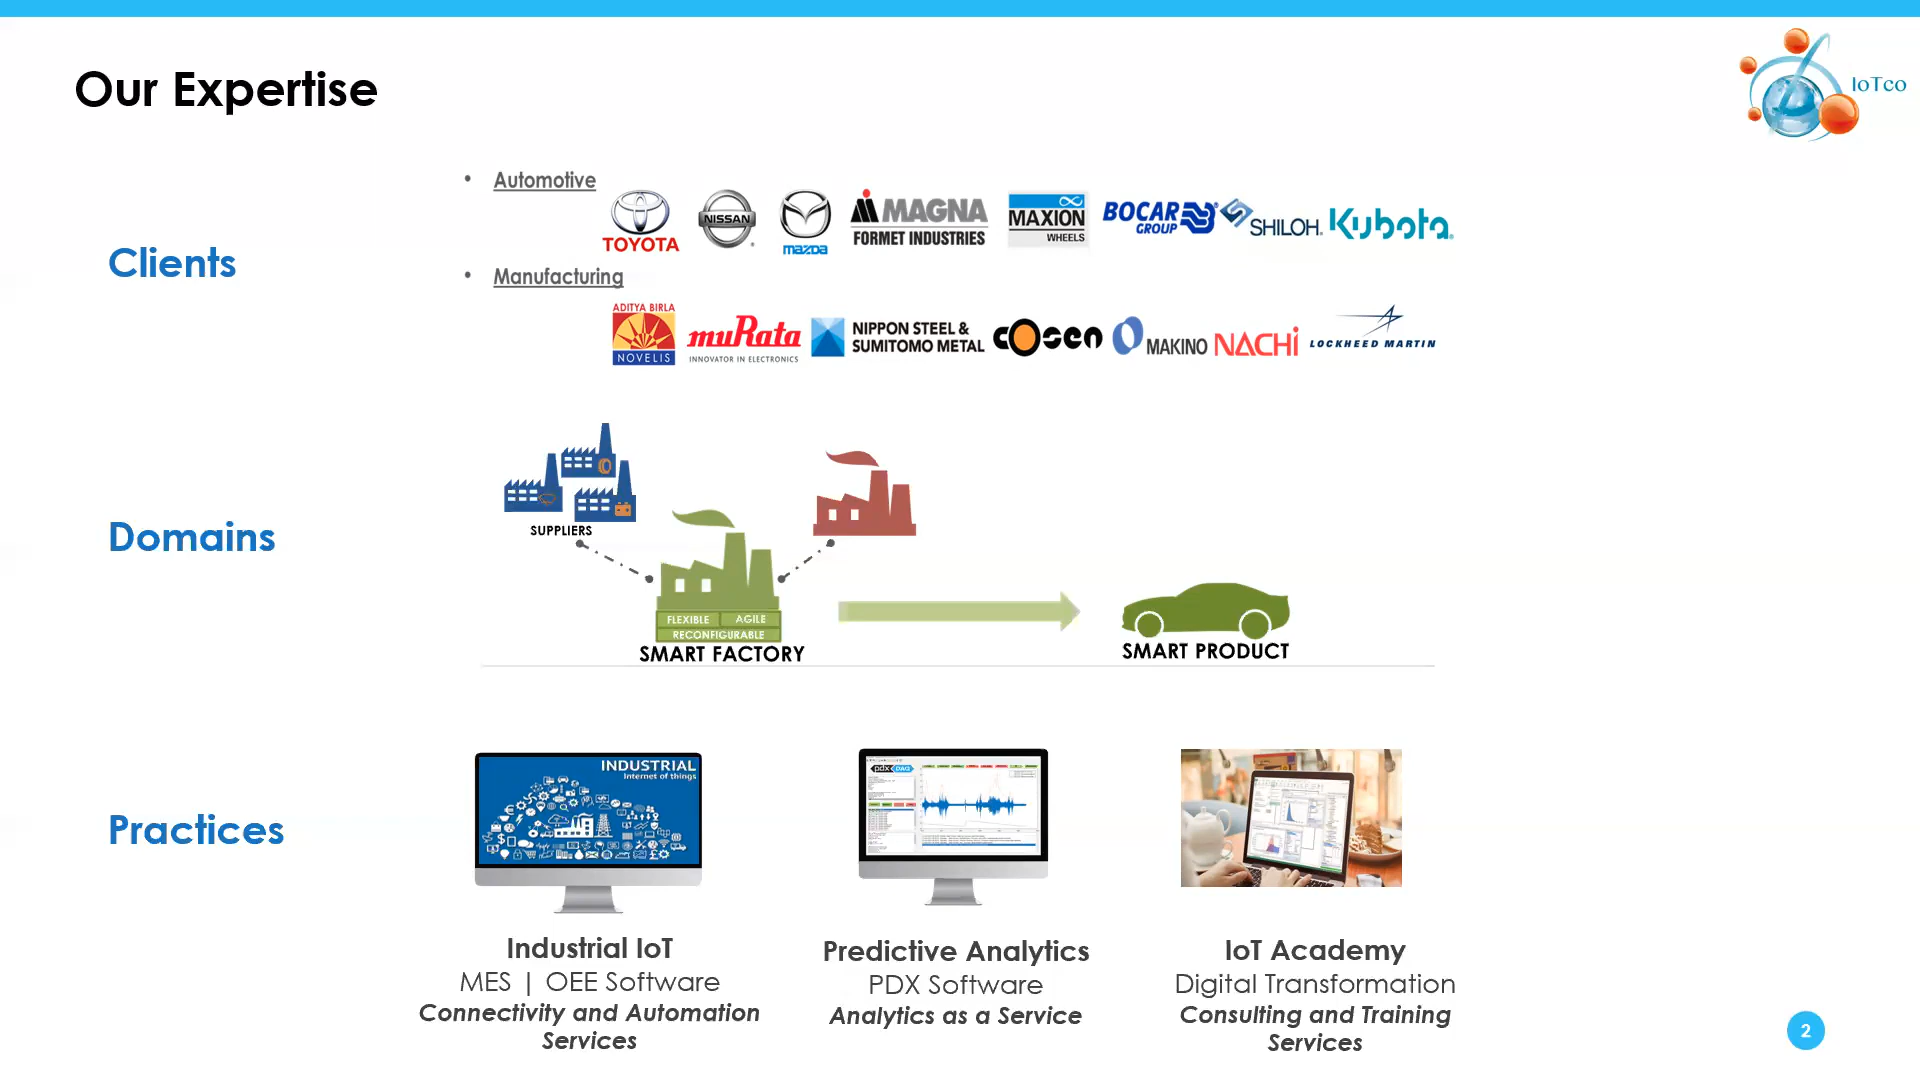 Our Expertise
IoTco
Clients
• Automotive
TOYOTA
NISSAN
mazda
MAGNA
FORMET INDUSTRIES
MAXION
WHEELS
BOCAR
GROUP
SHILOH
Kubota
• Manufacturing
ADITYA BIRLA
NOVELIS
muRata
INNOVATOR IN ELECTRONICS
NIPPON STEEL &
SUMITOMO METAL
cosen
MAKINO
NACHi
LOCKHEED MARTIN
Domains
SUPPLIERS
FLEXIBLE
AGILE
RECONFIGURABLE
SMART FACTORY
SMART PRODUCT
Practices
INDUSTRIAL
Internet of things
pdx DAQ
Industrial IoT
MES | OEE Software
Connectivity and Automation
Services
Predictive Analytics
PDX Software
Analytics as a Service
IoT Academy
Digital Transformation
Consulting and Training
Services
2